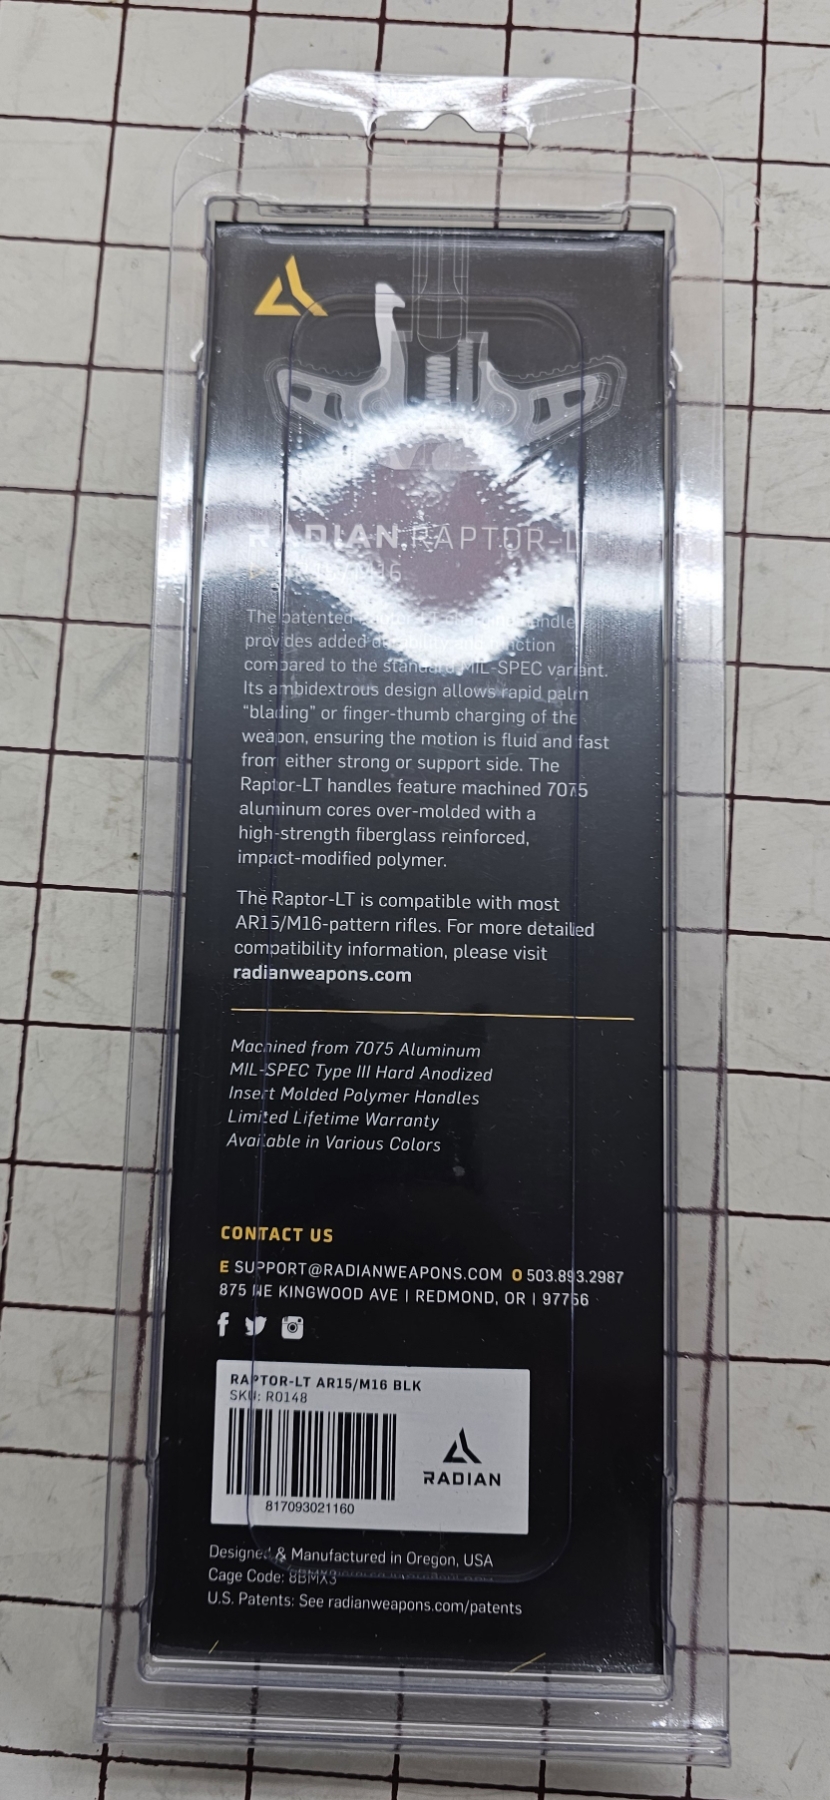 RADIAN RAPTOR-LT
The patented
provides added
compared to the standard MIL-SPEC variant.
Its ambidextrous design allows rapid palm
“blading” or finger-thumb charging of the
weapon, ensuring the motion is fluid and fast
from either strong or support side. The
Raptor-LT handles feature machined 7075
aluminum cores over-molded with a
high-strength fiberglass reinforced,
impact-modified polymer.
The Raptor-LT is compatible with most
AR15/M16-pattern rifles. For more detailed
compatibility information, please visit
radianweapons.com
Machined from 7075 Aluminum
MIL-SPEC Type III Hard Anodized
Insert Molded Polymer Handles
Limited Lifetime Warranty
Available in Various Colors
CONTACT US
E SUPPORT@RADIANWEAPONS.COM O 503.893.2987
875 NE KINGWOOD AVE | REDMOND, OR | 97756
RAPTOR-LT AR15/M16 BLK
SKU: R0148
RADIAN
817093021160
Designed & Manufactured in Oregon, USA
Cage Code: 8BMX3
U.S. Patents: See radianweapons.com/patents